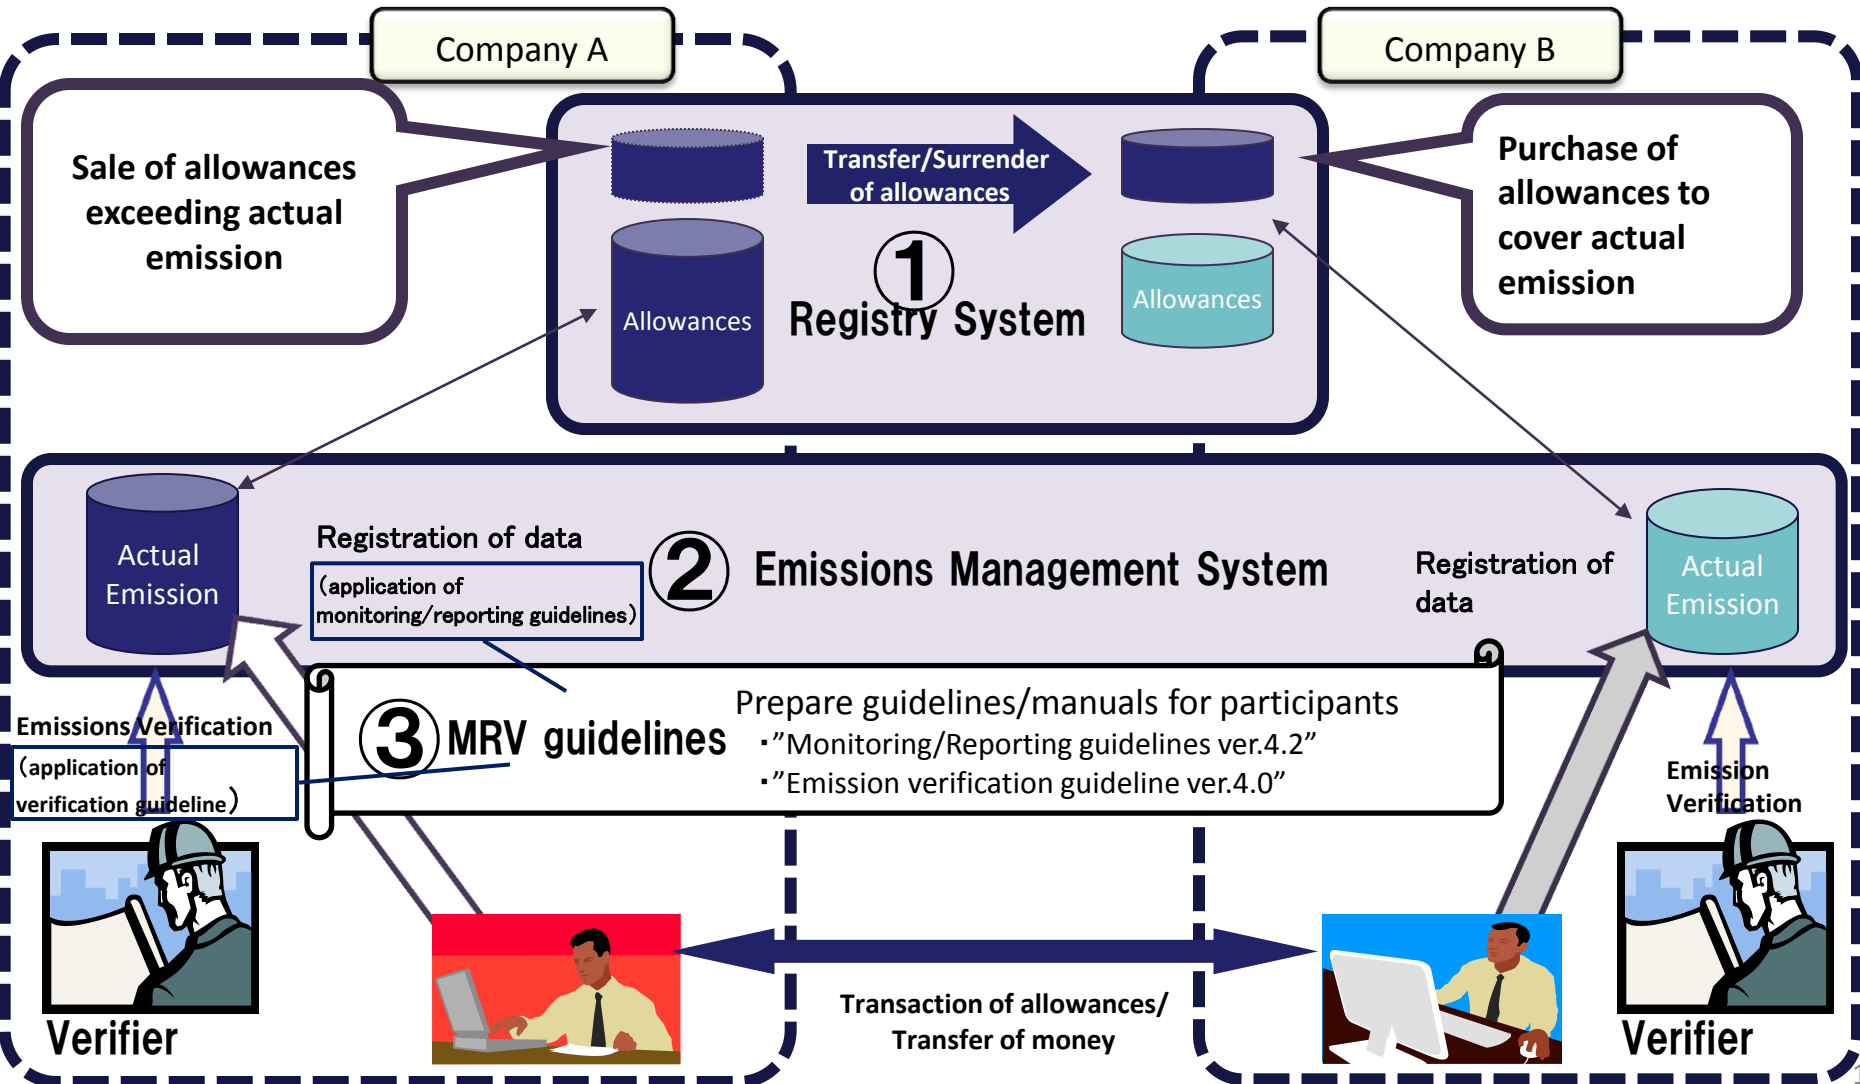 Company A
Company B
Sale of allowances
exceeding actual
emission
Transfer/Surrender
of allowances
Purchase of
allowances to
cover actual
emission
①
Registry System
Allowances
Allowances
Actual
Emission
Registration of data
(application of
monitoring/reporting guidelines)
②
Emissions Management System
Registration of
data
Actual
Emission
③
MRV guidelines
Prepare guidelines/manuals for participants
・”Monitoring/Reporting guidelines ver.4.2”
・”Emission verification guideline ver.4.0”
Emissions Verification
(application of
verification guideline)
Emission
Verification
Verifier
Transaction of allowances/
Transfer of money
Verifier